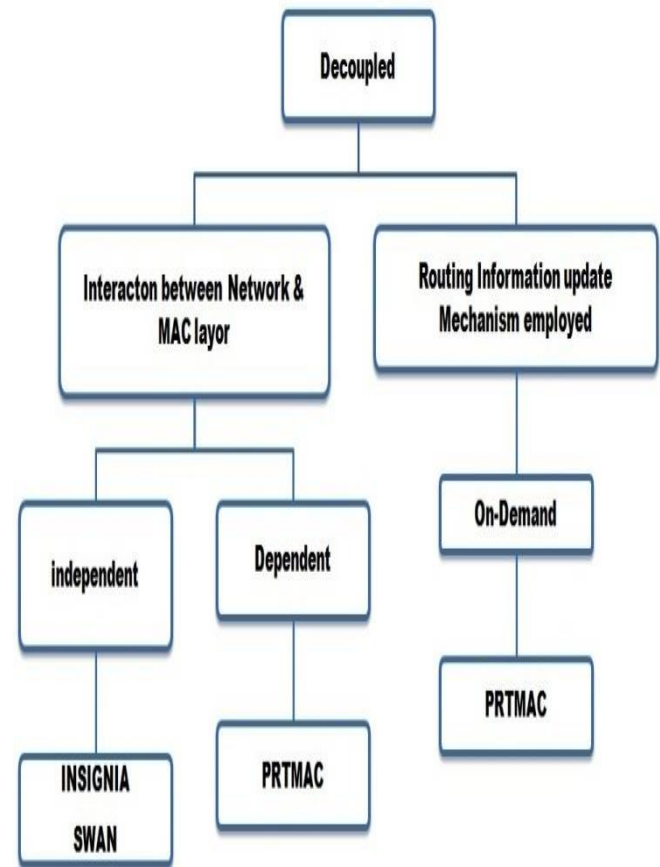 Decoupled
Interacton between Network &
MAC layor
Routing Information update
Mechanism employed
independent
Dependent
On-Demand
INSIGNIA
SWAN
PRTMAC
PRTMAC